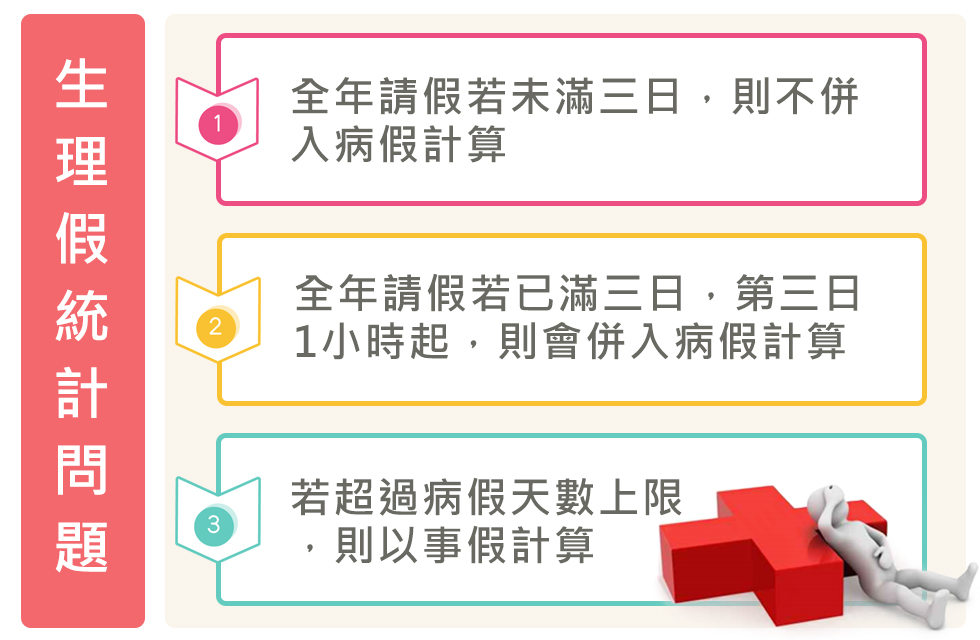 生理假統計問題
1
全年請假若未滿三日，則不併
入病假計算
2
全年請假若已滿三日，第三日
1小時起，則會併入病假計算
3
若超過病假天數上限
，則以事假計算